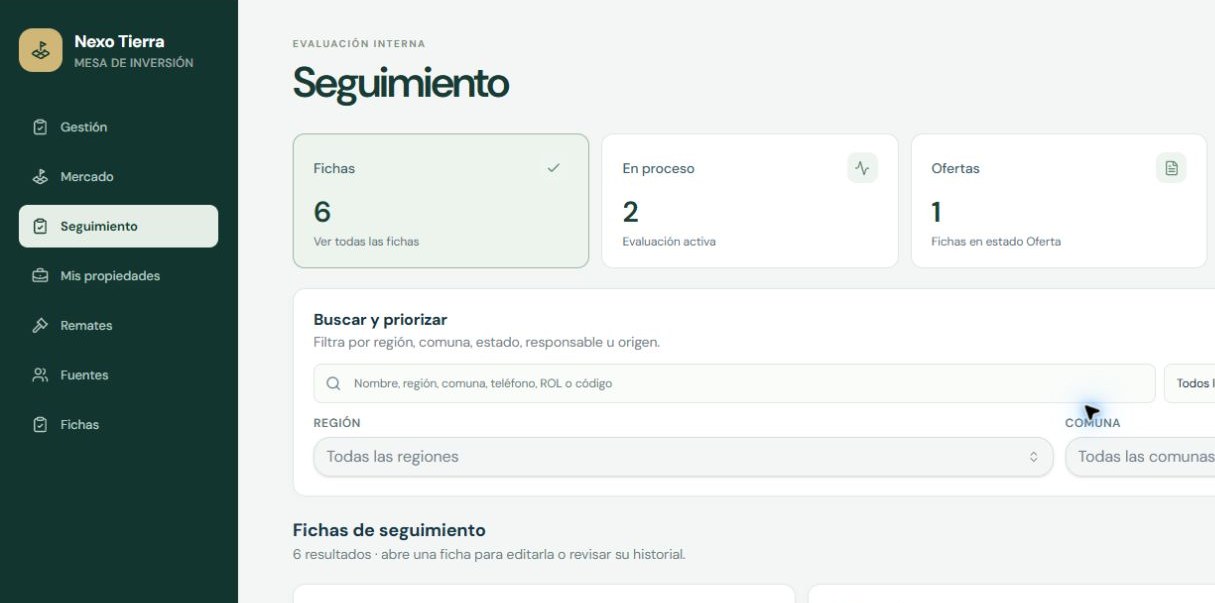 Nexo Tierra
MESA DE INVERSIÓN
Gestión
Mercado
Seguimiento
Mis propiedades
Remates
Fuentes
Fichas
EVALUACIÓN INTERNA
Seguimiento
Fichas
6
Ver todas las fichas
En proceso
2
Evaluación activa
Ofertas
1
Fichas en estado Oferta
Buscar y priorizar
Filtra por región, comuna, estado, responsable u origen.
Nombre, región, comuna, teléfono, ROL o código
Todos
REGIÓN
COMUNA
Todas las regiones
Todas las comunas
Fichas de seguimiento
6 resultados · abre una ficha para editarla o revisar su historial.